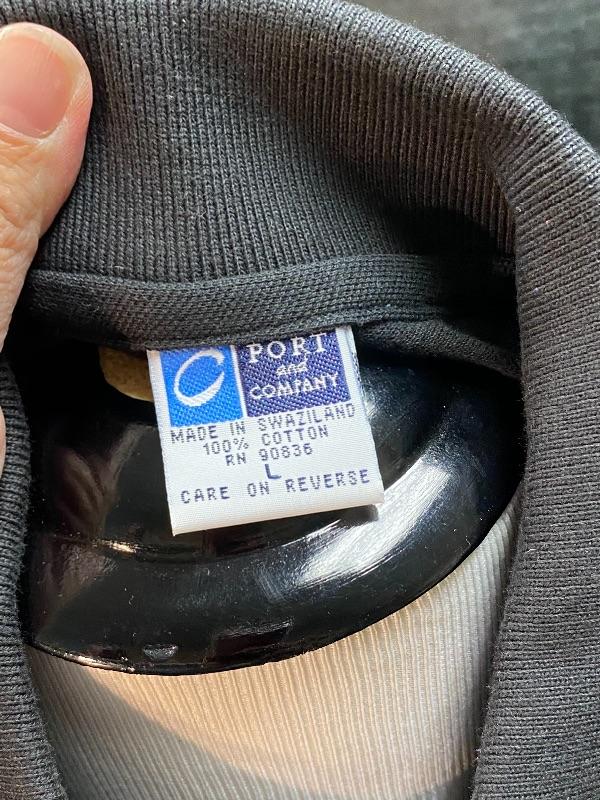 PORT
and
COMPANY
MADE IN SWAZILAND
100% COTTON
RN 90836
L
CARE ON REVERSE